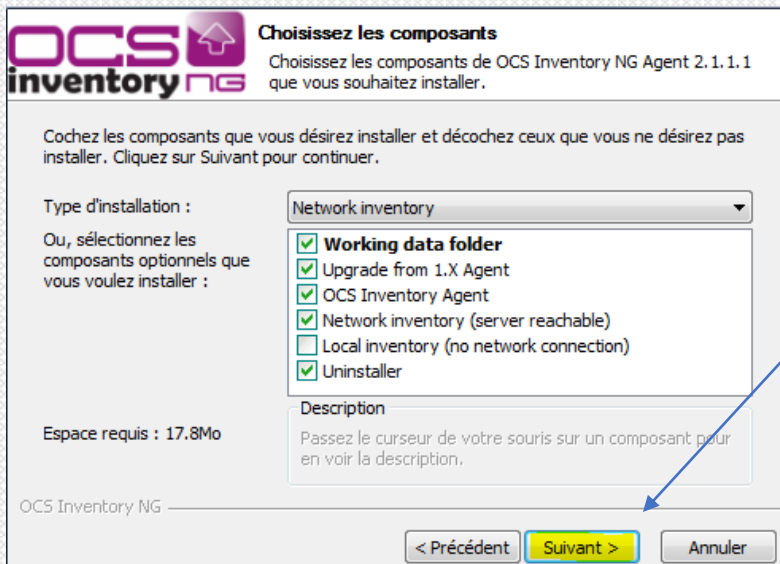 OCS
inventory NG
Choisissez les composants
Choisissez les composants de OCS Inventory NG Agent 2.1.1.1
que vous souhaitez installer.
Cochez les composants que vous désirez installer et décochez ceux que vous ne désirez pas
installer. Cliquez sur Suivant pour continuer.
Type d'installation :
Network inventory
Ou, sélectionnez les
composants optionnels que
vous voulez installer :
Working data folder
Upgrade from 1.X Agent
OCS Inventory Agent
Network inventory (server reachable)
Local inventory (no network connection)
Uninstaller
Espace requis : 17.8Mo
Description
Passez le curseur de votre souris sur un composant pour
en voir la description.
OCS Inventory NG
< Précédent
Suivant >
Annuler